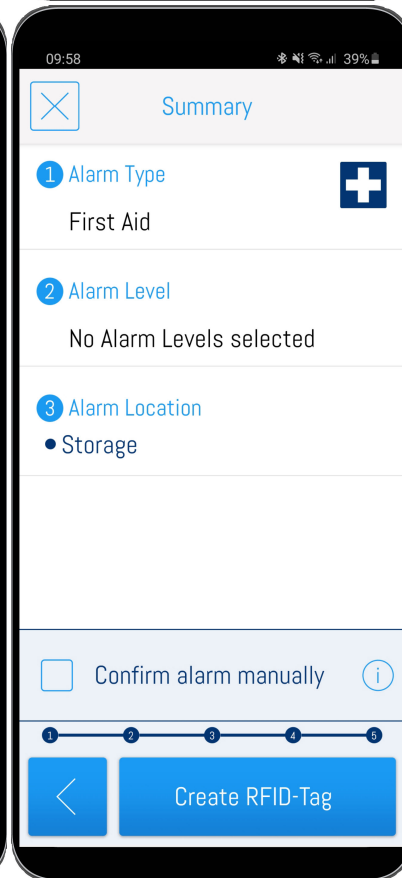 09:58 39%
Summary
1 Alarm Type
First Aid
2 Alarm Level
No Alarm Levels selected
3 Alarm Location
• Storage
Confirm alarm manually i
1 2 3 4 5
Create RFID-Tag